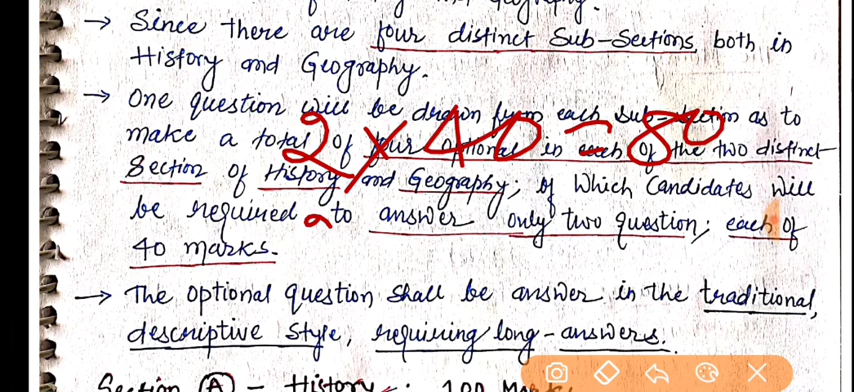 and Geography.
→ Since there are four distinct Sub-Sections, both in
History and Geography.
→ One question will be drawn from each Sub-Section as to
make a total of four optional in each of the two distinct
2 x 40 = 80
Section of History and Geography; of which Candidates will
be required to answer only two question; each of
40 marks.
→ The optional question shall be answer in the traditional,
descriptive style, requiring long-answers.
Section (A) - History : 100 Marks